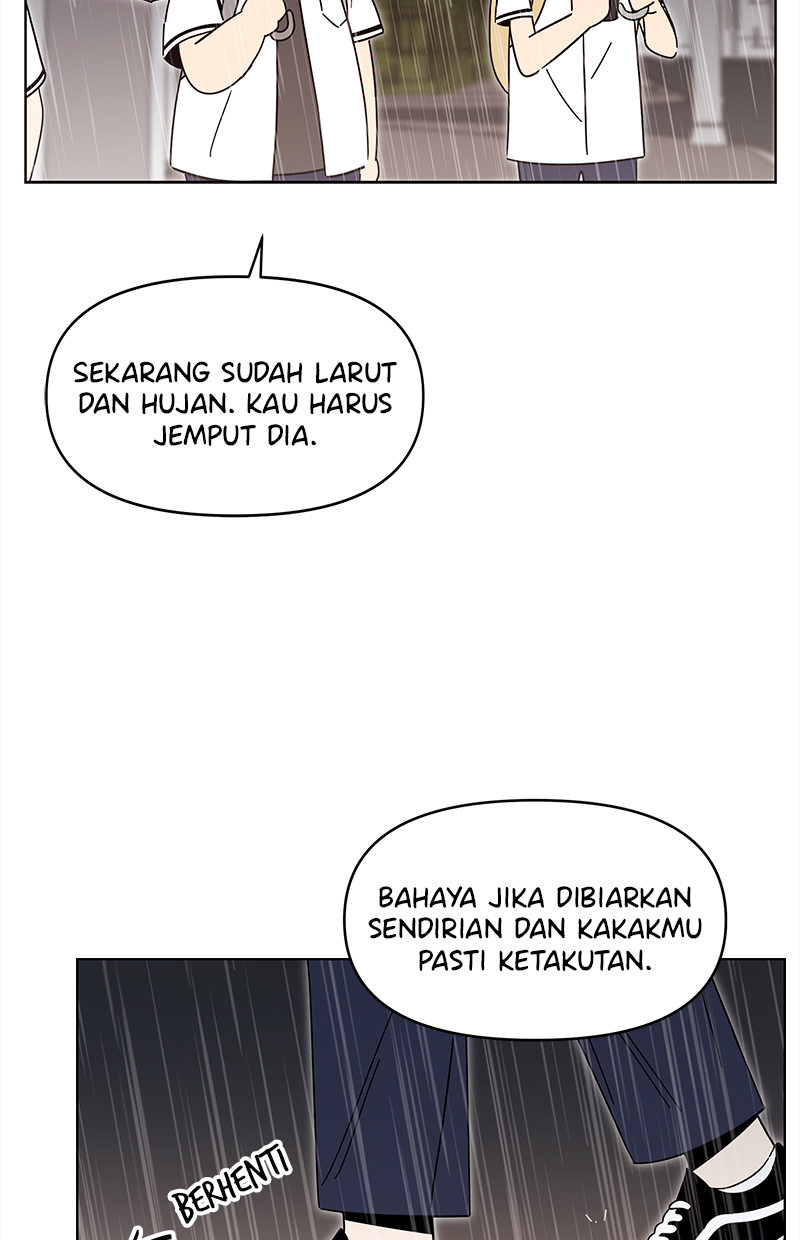 SEKARANG SUDAH LARUT
DAN HUJAN. KAU HARUS
JEMPUT DIA.
BAHAYA JIKA DIBIARKAN
SENDIRIAN DAN KAKAKMU
PASTI KETAKUTAN.
BERHENTI